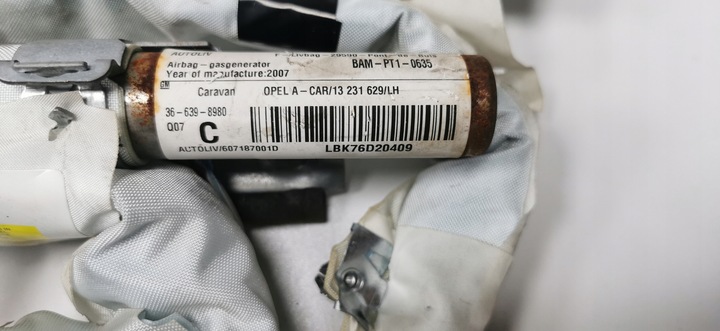 AUTOLIV
Airbag-gasgenerator BAM-PT1-0635
Year of manufacture:2007
GM Caravan OPEL A-CAR/13 231 629/LH
36-639-8980
Q07 C
AUTOLIV/607187001D LBK76D20409